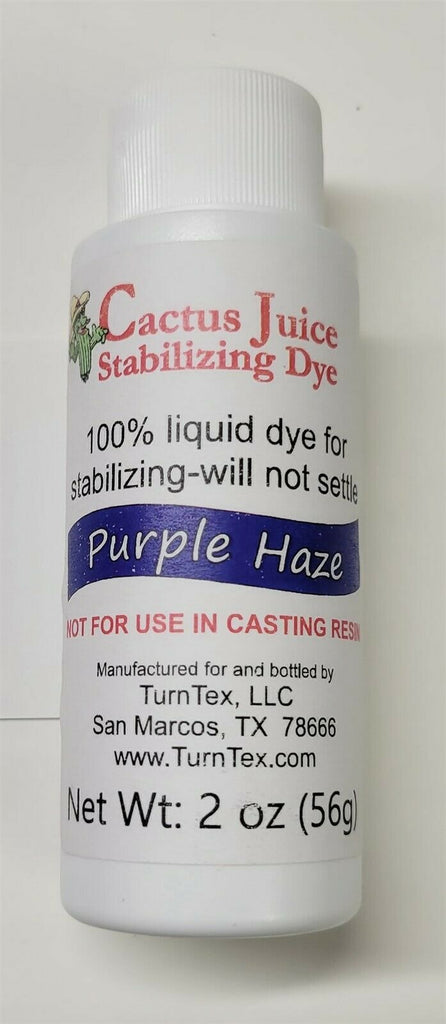 Cactus Juice
Stabilizing Dye
100% liquid dye for
stabilizing-will not settle
Purple Haze
NOT FOR USE IN CASTING RESIN
Manufactured for and bottled by
TurnTex, LLC
San Marcos, TX 78666
www.TurnTex.com
Net Wt: 2 oz (56g)